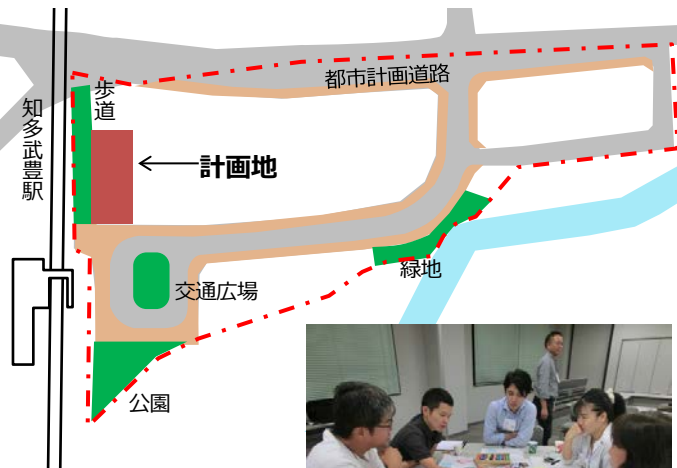 都市計画道路
歩道
知多武豊駅
計画地
緑地
交通広場
公園